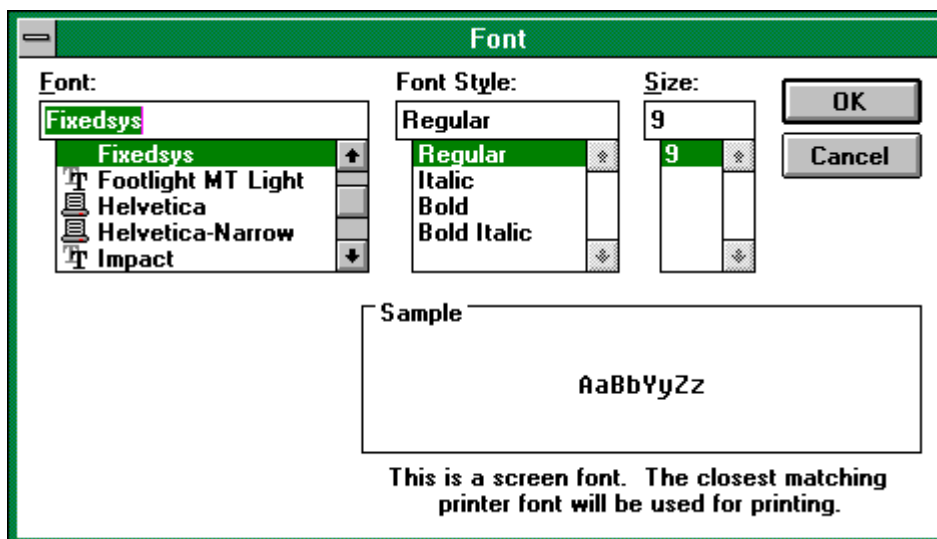 Font
Font:
Font Style:
Size:
Fixedsys
Regular
9
OK
Cancel
Fixedsys
Footlight MT Light
Helvetica
Helvetica-Narrow
Impact
Regular
Italic
Bold
Bold Italic
9
Sample
AaBbYyZz
This is a screen font.  The closest matching
printer font will be used for printing.